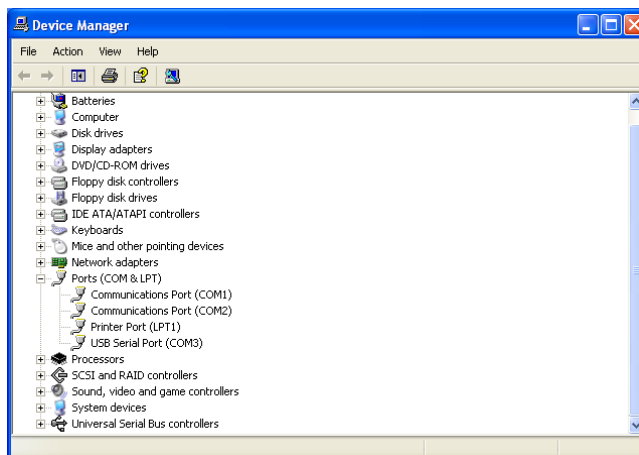 Device Manager
File Action View Help
Batteries
Computer
Disk drives
Display adapters
DVD/CD-ROM drives
Floppy disk controllers
Floppy disk drives
IDE ATA/ATAPI controllers
Keyboards
Mice and other pointing devices
Network adapters
Ports (COM & LPT)
Communications Port (COM1)
Communications Port (COM2)
Printer Port (LPT1)
USB Serial Port (COM3)
Processors
SCSI and RAID controllers
Sound, video and game controllers
System devices
Universal Serial Bus controllers